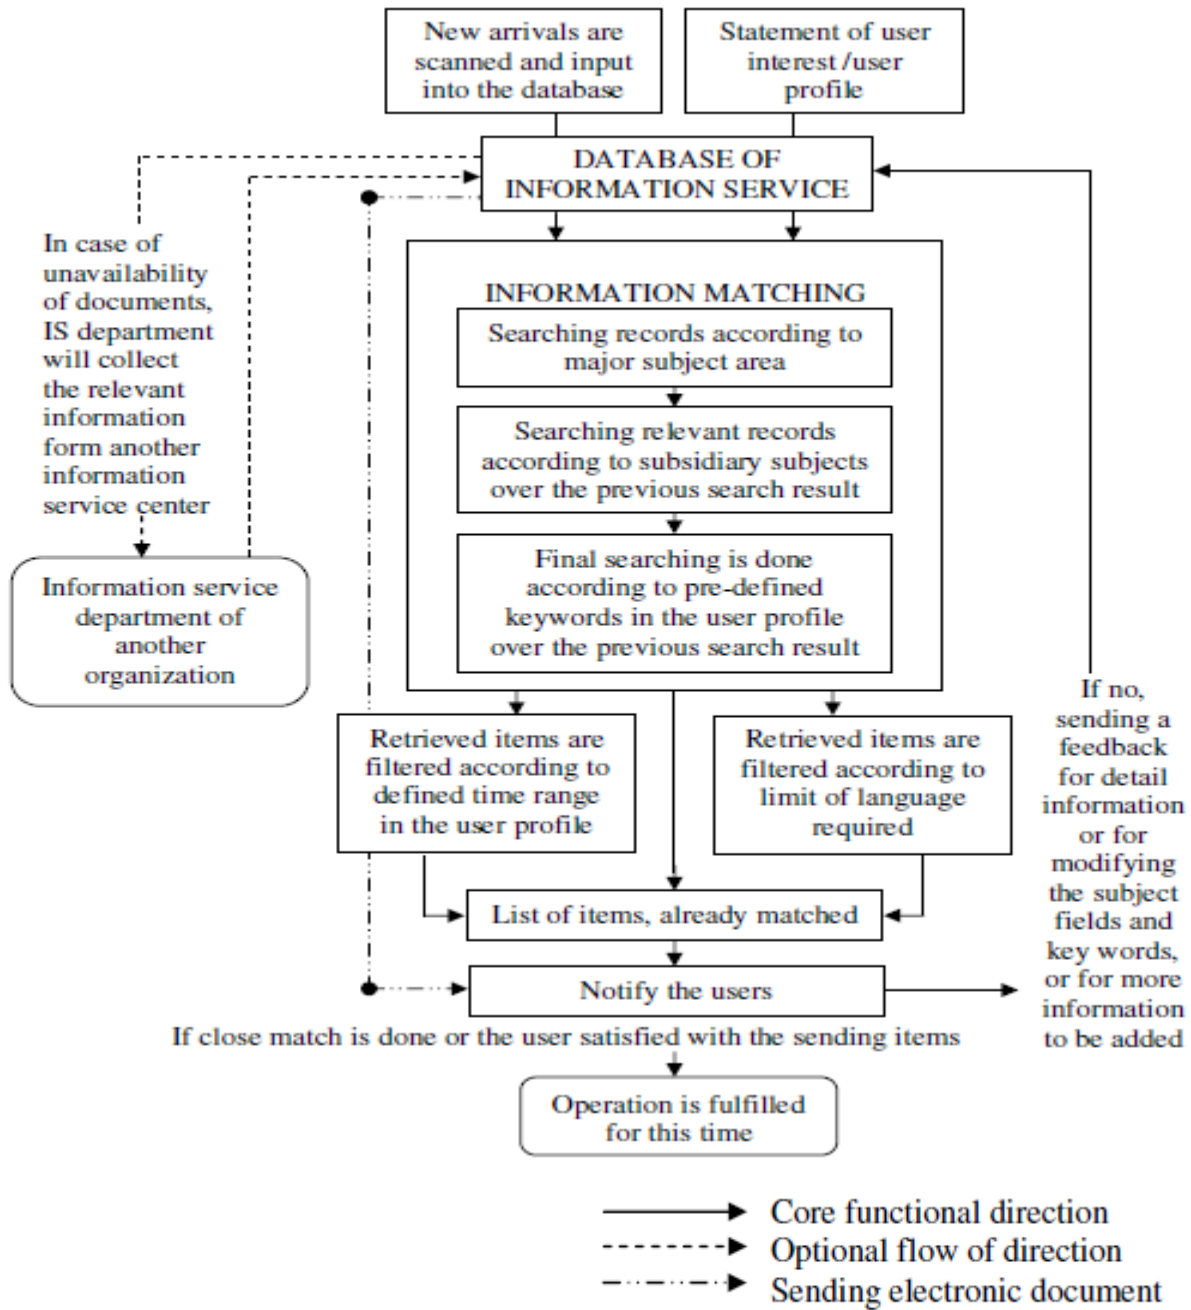 New arrivals are
scanned and input
into the database
Statement of user
interest /user
profile
DATABASE OF
INFORMATION SERVICE
In case of
unavailability
of documents,
IS department
will collect
the relevant
information
form another
information
service center
INFORMATION MATCHING
Searching records according to
major subject area
Searching relevant records
according to subsidiary subjects
over the previous search result
Final searching is done
according to pre-defined
keywords in the user profile
over the previous search result
Information service
department of
another
organization
Retrieved items are
filtered according to
defined time range
in the user profile
Retrieved items are
filtered according to
limit of language
required
If no,
sending a
feedback
for detail
information
or for
modifying
the subject
fields and
key words,
or for more
information
to be added
List of items, already matched
Notify the users
If close match is done or the user satisfied with the sending items
Operation is fulfilled
for this time
Core functional direction
Optional flow of direction
Sending electronic document